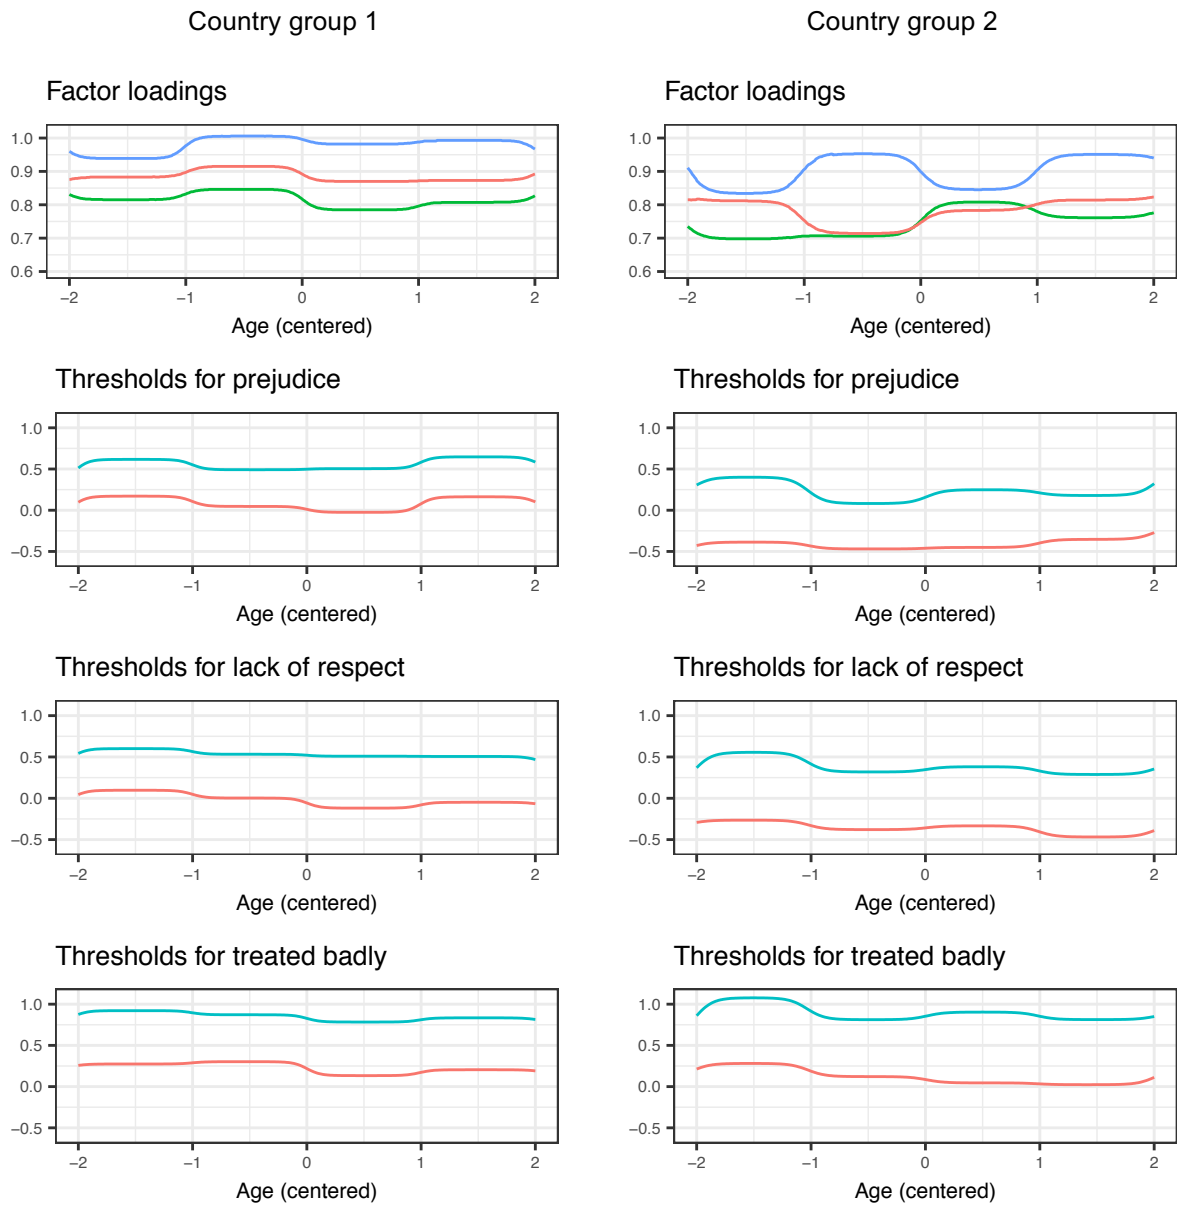 Country group 1
Country group 2
Factor loadings
Factor loadings
1.0
0.9
0.8
0.7
0.6
−2 −1 0 1 2
Age (centered)
1.0
0.9
0.8
0.7
0.6
−2 −1 0 1 2
Age (centered)
Thresholds for prejudice
Thresholds for prejudice
1.0
0.5
0.0
−0.5
−2 −1 0 1 2
Age (centered)
1.0
0.5
0.0
−0.5
−2 −1 0 1 2
Age (centered)
Thresholds for lack of respect
Thresholds for lack of respect
1.0
0.5
0.0
−0.5
−2 −1 0 1 2
Age (centered)
1.0
0.5
0.0
−0.5
−2 −1 0 1 2
Age (centered)
Thresholds for treated badly
Thresholds for treated badly
1.0
0.5
0.0
−0.5
−2 −1 0 1 2
Age (centered)
1.0
0.5
0.0
−0.5
−2 −1 0 1 2
Age (centered)